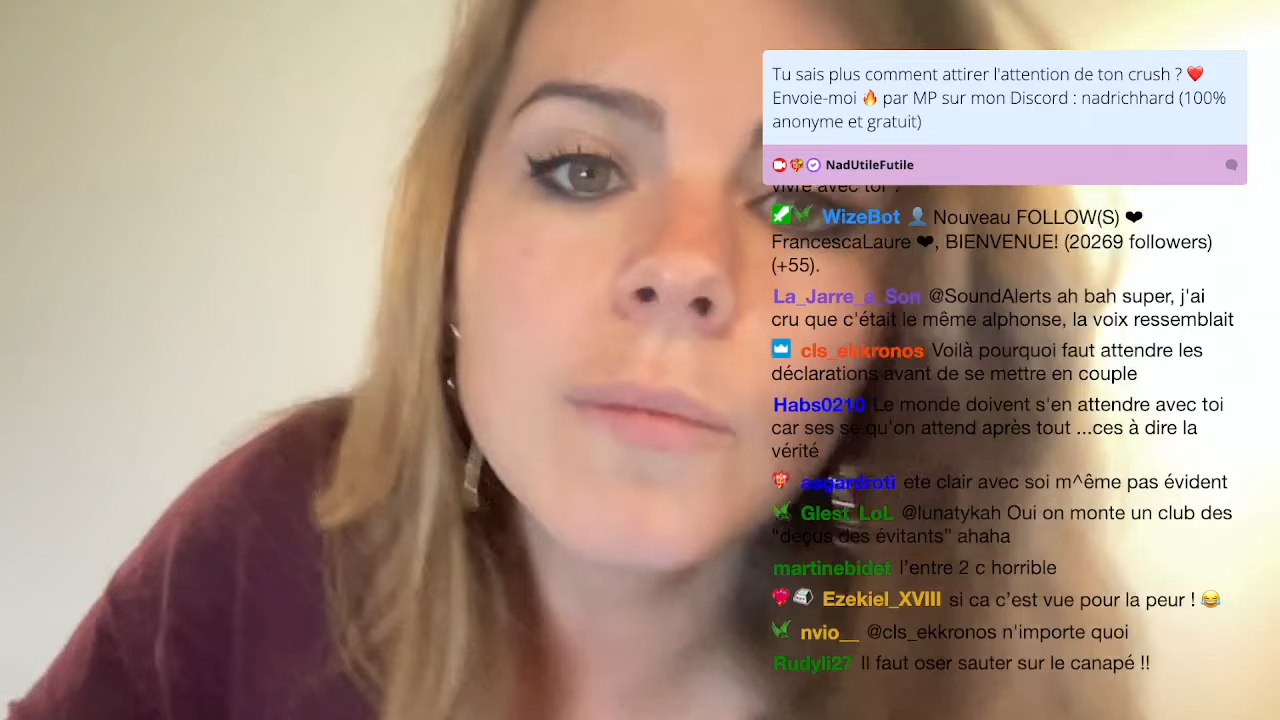 Tu sais plus comment attirer l'attention de ton crush ? ❤️
Envoie-moi 🔥 par MP sur mon Discord : nadrichhard (100%
anonyme et gratuit)
NadUtileFutile
vivre avec toi .
WizeBot 👤 Nouveau FOLLOW(S) ❤
FrancescaLaure ❤, BIENVENUE! (20269 followers)
(+55).
La_Jarre_a_Son @SoundAlerts ah bah super, j'ai
cru que c'était le même alphonse, la voix ressemblait
cls_ekkronos Voilà pourquoi faut attendre les
déclarations avant de se mettre en couple
Habs0210 Le monde doivent s'en attendre avec toi
car ses se qu'on attend après tout ...ces à dire la
vérité
asgardroti ete clair avec soi m^ême pas évident
Glest_LoL @lunatykah Oui on monte un club des
“deçus des évitants” ahaha
martinebidet l’entre 2 c horrible
Ezekiel_XVIII si ca c’est vue pour la peur ! 😂
nvio__ @cls_ekkronos n'importe quoi
Rudyli27 Il faut oser sauter sur le canapé !!